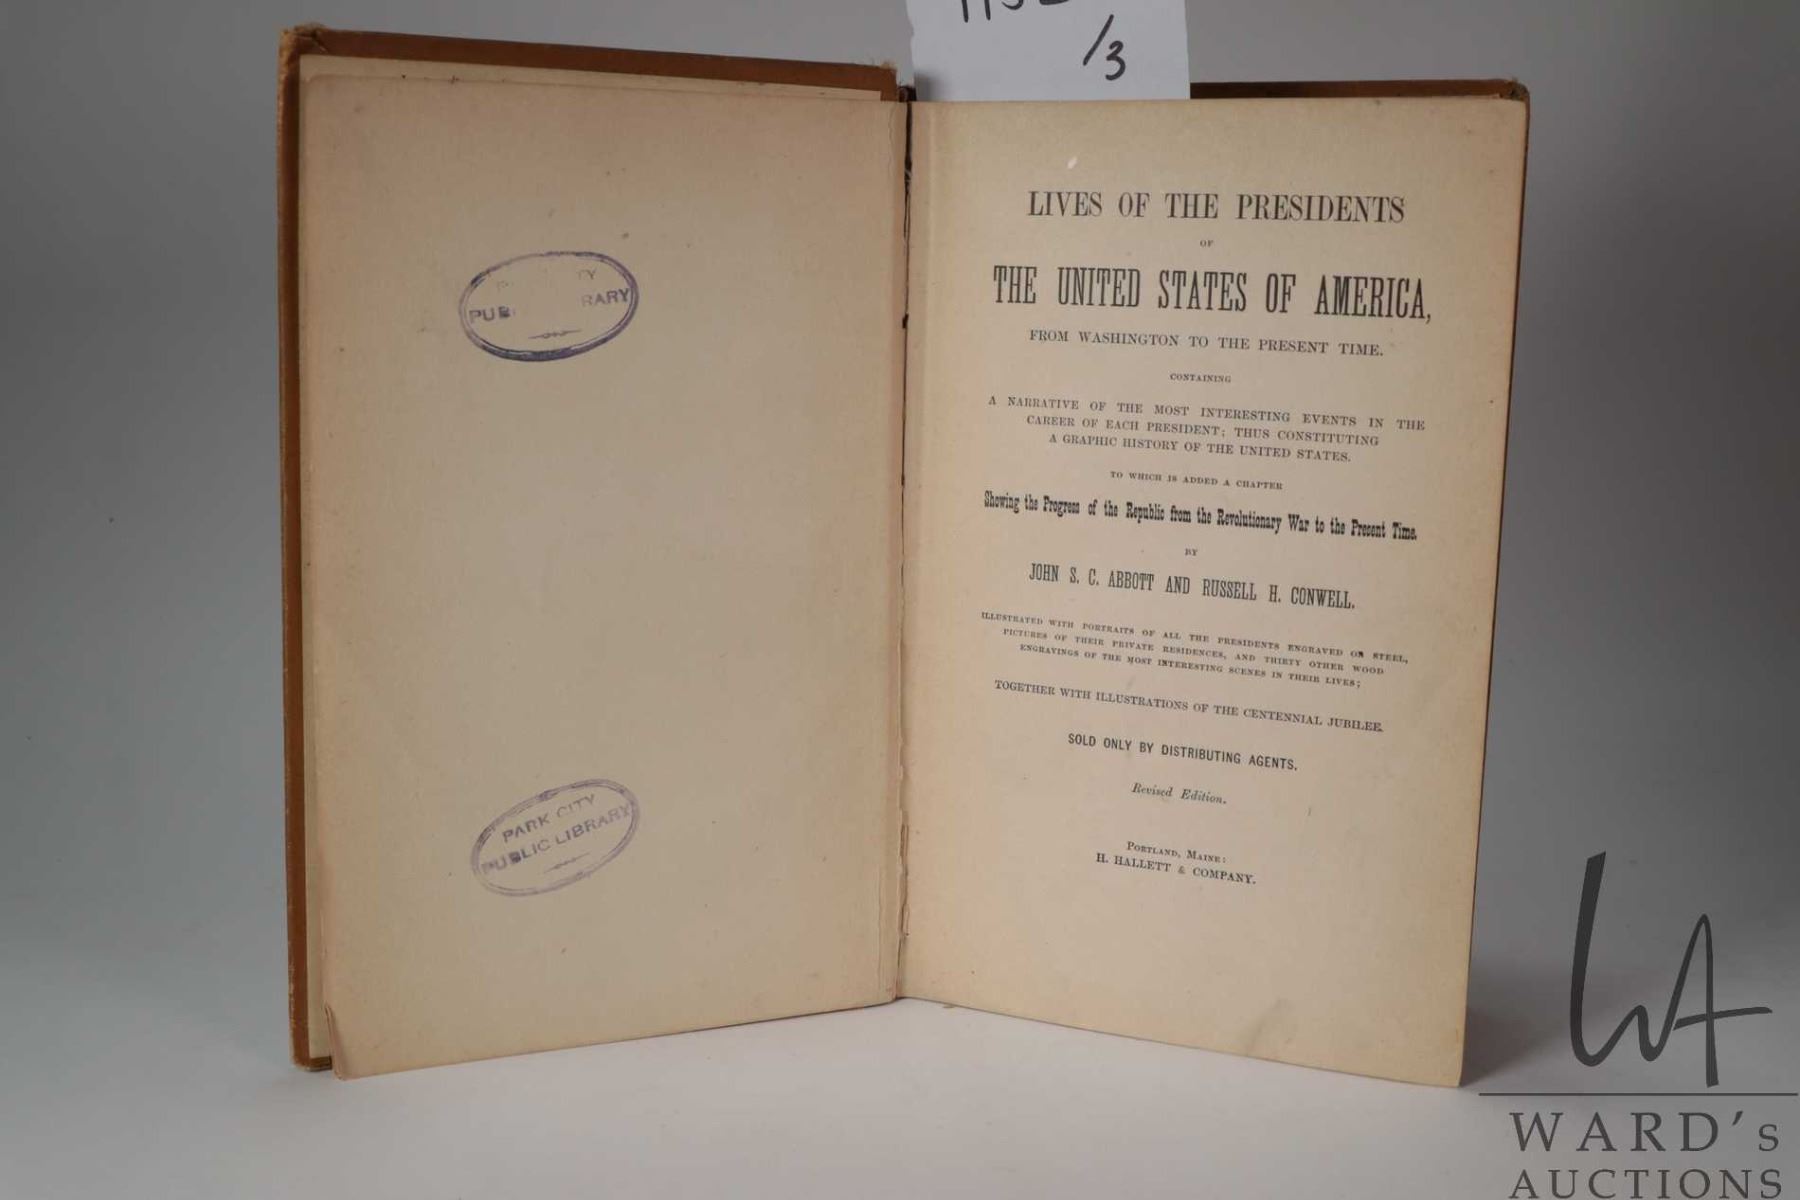 /3
PUB RARY
PARK CITY
PUBLIC LIBRARY
LIVES OF THE PRESIDENTS
OF
THE UNITED STATES OF AMERICA,
FROM WASHINGTON TO THE PRESENT TIME.
CONTAINING
A NARRATIVE OF THE MOST INTERESTING EVENTS IN THE
CAREER OF EACH PRESIDENT; THUS CONSTITUTING
A GRAPHIC HISTORY OF THE UNITED STATES.
TO WHICH IS ADDED A CHAPTER
Showing the Progress of the Republic from the Revolutionary War to the Present Time.
BY
JOHN S. C. ABBOTT AND RUSSELL H. CONWELL.
ILLUSTRATED WITH PORTRAITS OF ALL THE PRESIDENTS ENGRAVED ON STEEL,
PICTURES OF THEIR PRIVATE RESIDENCES, AND THIRTY OTHER WOOD
ENGRAVINGS OF THE MOST INTERESTING SCENES IN THEIR LIVES;
TOGETHER WITH ILLUSTRATIONS OF THE CENTENNIAL JUBILEE.
SOLD ONLY BY DISTRIBUTING AGENTS.
Revised Edition.
PORTLAND, MAINE:
H. HALLETT & COMPANY.
WA
WARD's
AUCTIONS